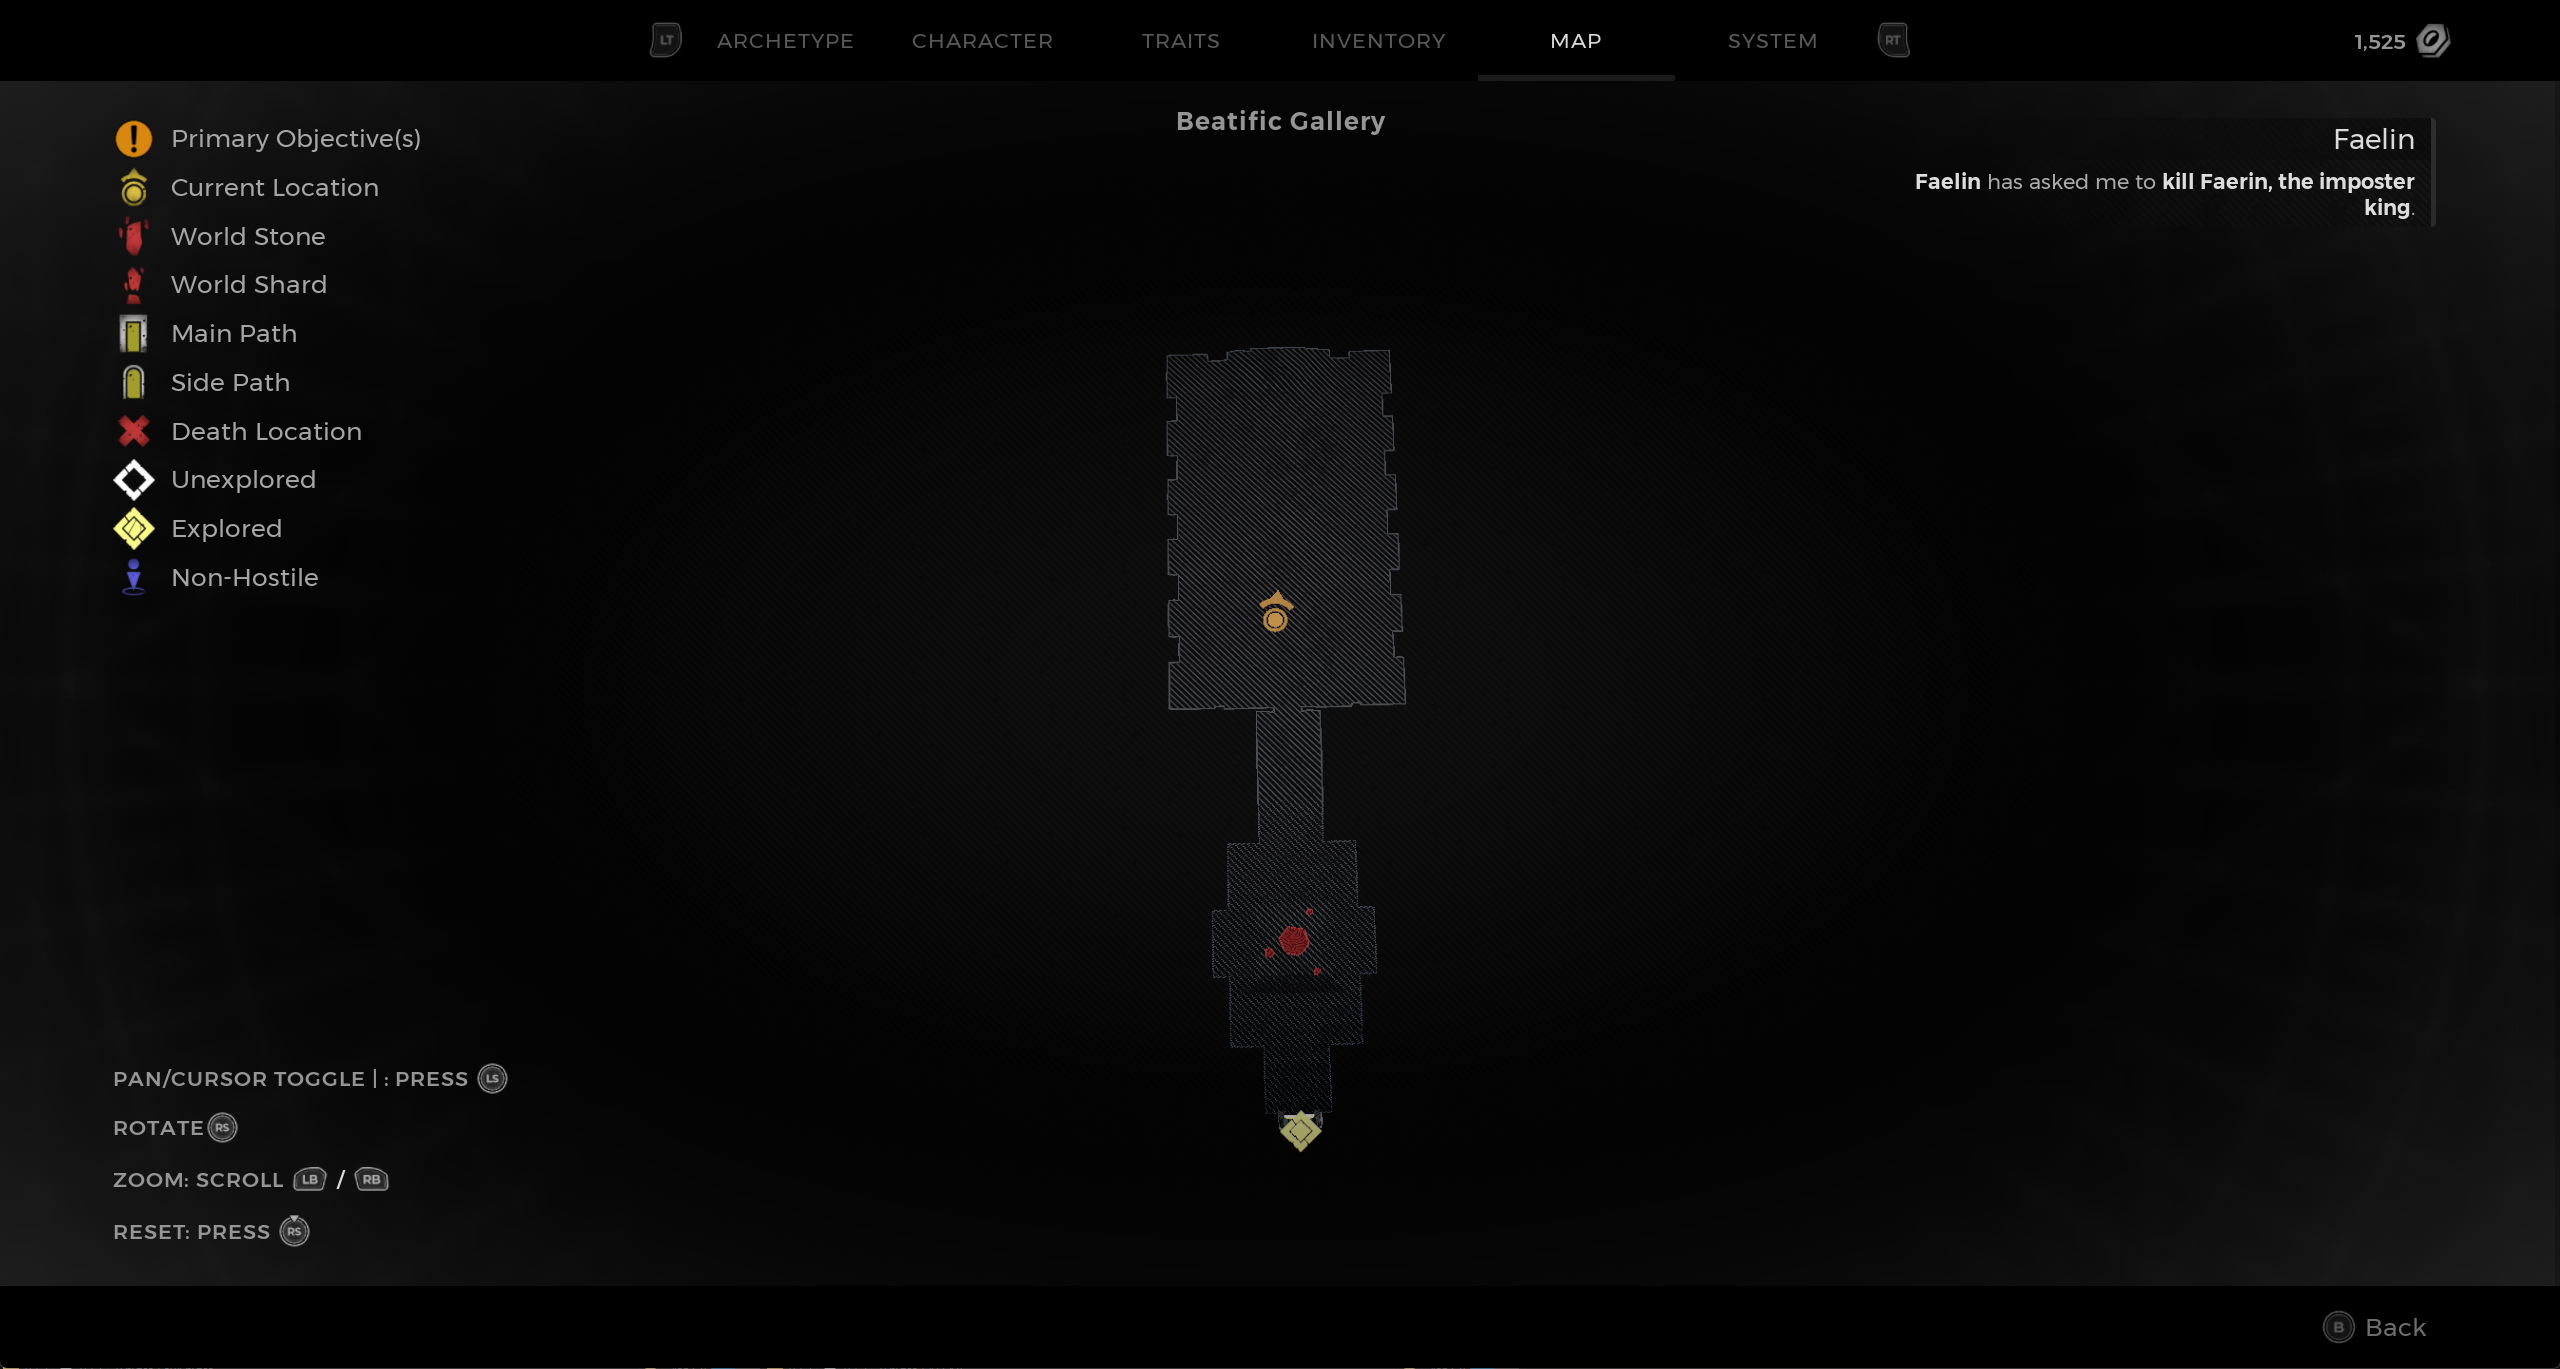 LT ARCHETYPE CHARACTER TRAITS INVENTORY MAP SYSTEM RT 1,525
Beatific Gallery
Primary Objective(s)
Current Location
World Stone
World Shard
Main Path
Side Path
Death Location
Unexplored
Explored
Non-Hostile
Faelin
Faelin has asked me to kill Faerin, the imposter
king.
PAN/CURSOR TOGGLE | : PRESS LS
ROTATE RS
ZOOM: SCROLL LB / RB
RESET: PRESS RS
B Back